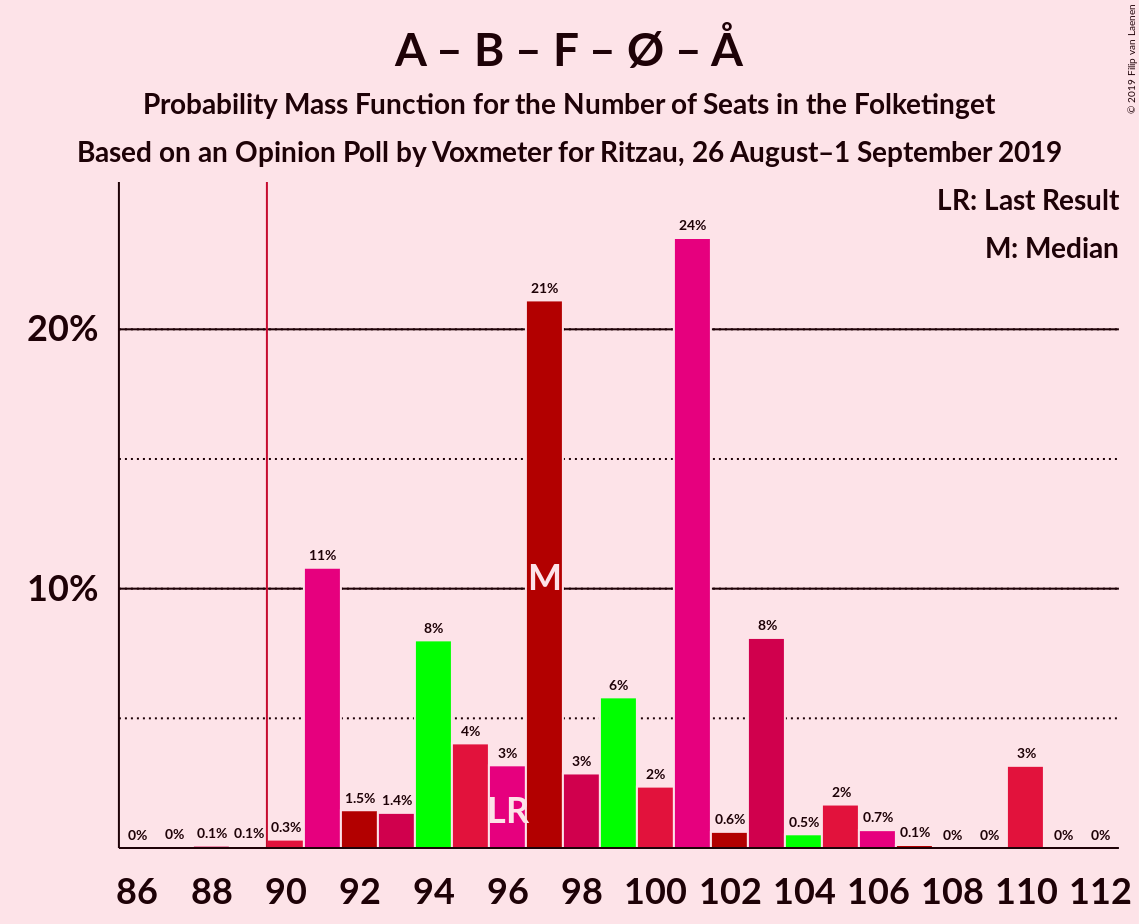 A – B – F – Ø – Å
Probability Mass Function for the Number of Seats in the Folketinget
Based on an Opinion Poll by Voxmeter for Ritzau, 26 August–1 September 2019
© 2019 Filip van Laenen
LR: Last Result
M: Median
20%
10%
0% 0% 0.1% 0.1% 0.3% 11% 1.5% 1.4% 8% 4% 3% 21% 3% 6% 2% 24% 0.6% 8% 0.5% 2% 0.7% 0.1% 0% 0% 3% 0% 0%
M
LR
86 88 90 92 94 96 98 100 102 104 106 108 110 112